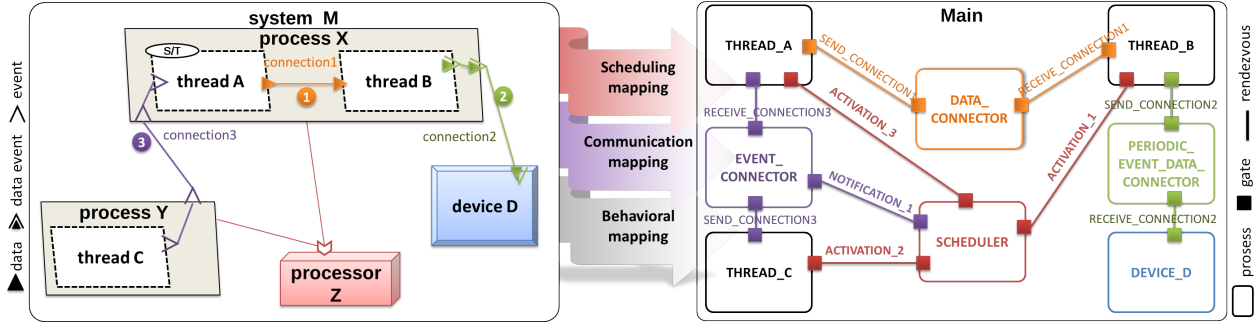 system M
process X
S/T
thread A
connection1
thread B
1
2
connection2
3
connection3
device D
process Y
thread C
processor
Z
data
data event
event
Scheduling
mapping
Communication
mapping
Behavioral
mapping
Main
THREAD_A
SEND_CONNECTION1
DATA_
CONNECTOR
RECEIVE_CONNECTION1
THREAD_B
RECEIVE_CONNECTION3
ACTIVATION_3
ACTIVATION_1
SEND_CONNECTION2
EVENT_
CONNECTOR
PERIODIC_
EVENT_DATA_
CONNECTOR
NOTIFICATION_1
SEND_CONNECTION3
RECEIVE_CONNECTION2
SCHEDULER
THREAD_C
ACTIVATION_2
DEVICE_D
prosess
gate
rendezvous